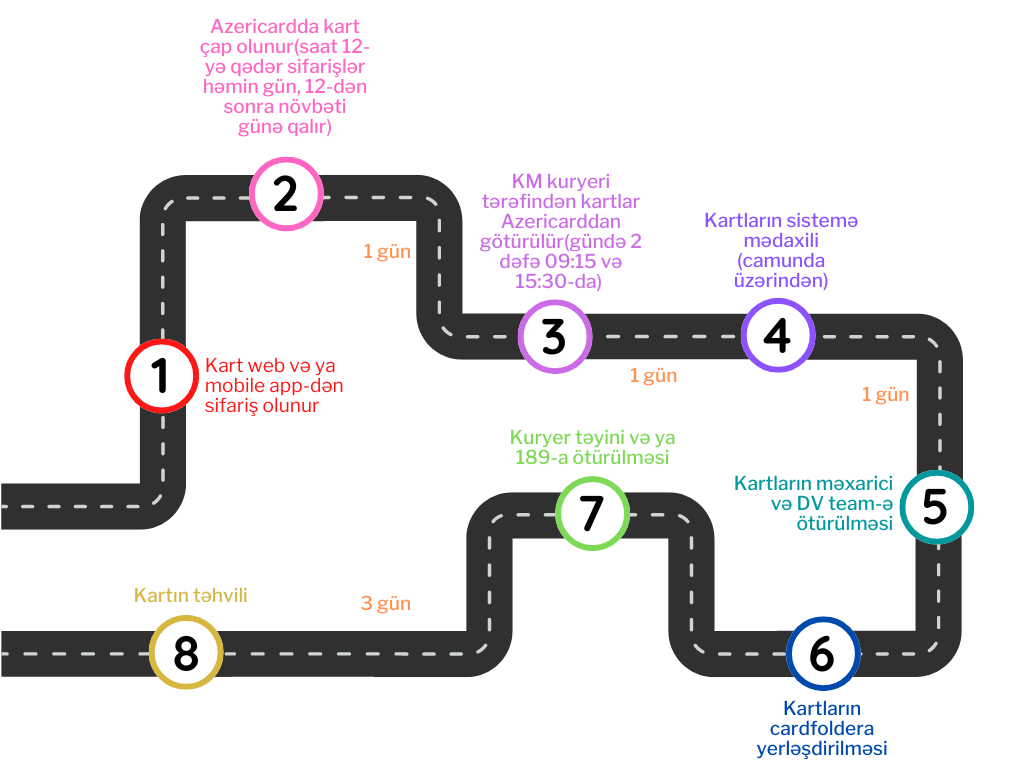 Azericardda kart
çap olunur(saat 12-
yə qədər sifarişlər
həmin gün, 12-dən
sonra növbəti
günə qalır)
2
1 gün
KM kuryeri
tərəfindən kartlar
Azericarddan
götürülür(gündə 2
dəfə 09:15 və
15:30-da)
3
Kartların sistemə
mədaxili
(camunda
üzərindən)
4
1
Kart web və ya
mobile app-dən
sifariş olunur
1 gün
1 gün
Kuryer təyini və ya
189-a ötürülməsi
7
Kartların məxarici
və DV team-ə
ötürülməsi
5
Kartın təhvili
8
3 gün
6
Kartların
cardfoldera
yerləşdirilməsi